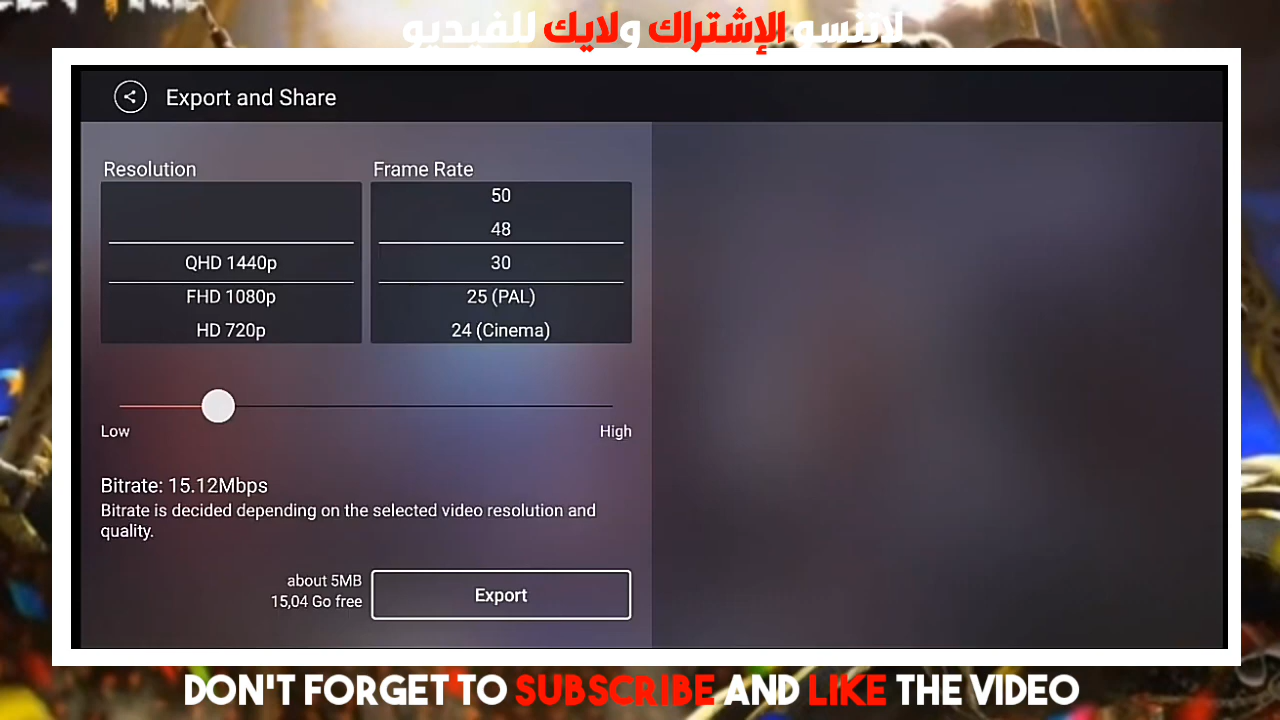 لاتنسو الإشتراك ولايك للفيديو
Export and Share
Resolution
Frame Rate
50
48
QHD 1440p
30
FHD 1080p
25 (PAL)
HD 720p
24 (Cinema)
Low
High
Bitrate: 15.12Mbps
Bitrate is decided depending on the selected video resolution and
quality.
about 5MB
15,04 Go free
Export
DON'T FORGET TO SUBSCRIBE AND LIKE THE VIDEO